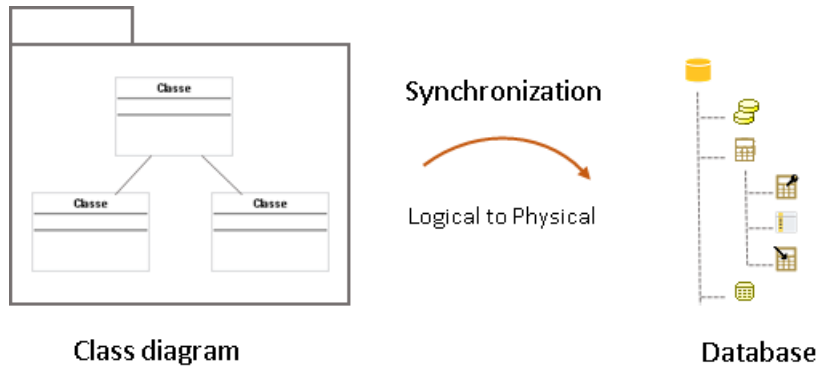 Classe
Classe
Classe
Synchronization
Logical to Physical
Class diagram
Database